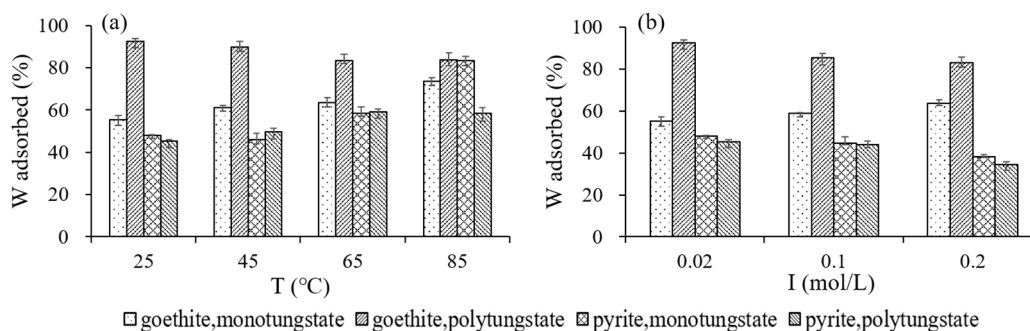 (a)
W adsorbed (%)
100
80
60
40
20
0
25 45 65 85
T (℃)
(b)
W adsorbed (%)
100
80
60
40
20
0
0.02 0.1 0.2
I (mol/L)
goethite,monotungstate goethite,polytungstate pyrite,monotungstate pyrite,polytungstate